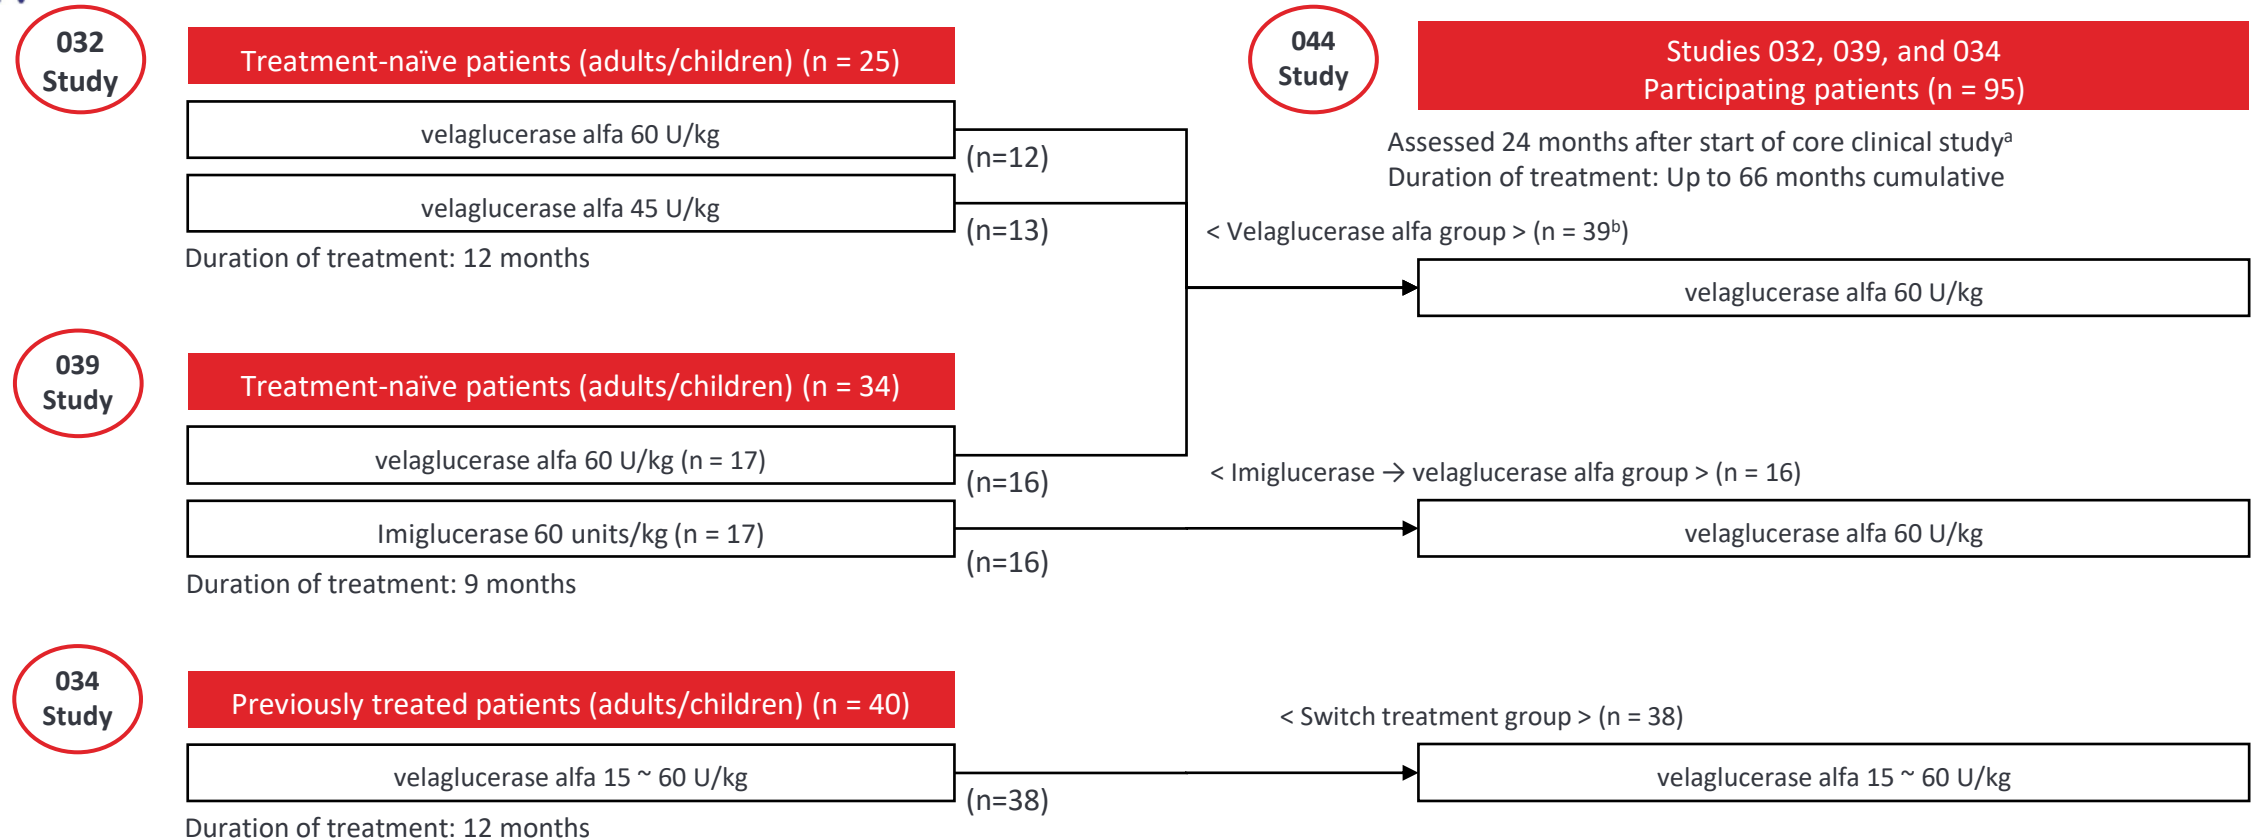 032
Study
Treatment-naïve patients (adults/children) (n = 25)
velaglucerase alfa 60 U/kg
(n=12)
velaglucerase alfa 45 U/kg
(n=13)
Duration of treatment: 12 months
039
Study
Treatment-naïve patients (adults/children) (n = 34)
velaglucerase alfa 60 U/kg (n = 17)
(n=16)
Imiglucerase 60 units/kg (n = 17)
(n=16)
Duration of treatment: 9 months
034
Study
Previously treated patients (adults/children) (n = 40)
velaglucerase alfa 15 ~ 60 U/kg
(n=38)
Duration of treatment: 12 months
044
Study
Studies 032, 039, and 034
Participating patients (n = 95)
Assessed 24 months after start of core clinical studyᵃ
Duration of treatment: Up to 66 months cumulative
< Velaglucerase alfa group > (n = 39ᵇ)
velaglucerase alfa 60 U/kg
< Imiglucerase → velaglucerase alfa group > (n = 16)
velaglucerase alfa 60 U/kg
< Switch treatment group > (n = 38)
velaglucerase alfa 15 ~ 60 U/kg